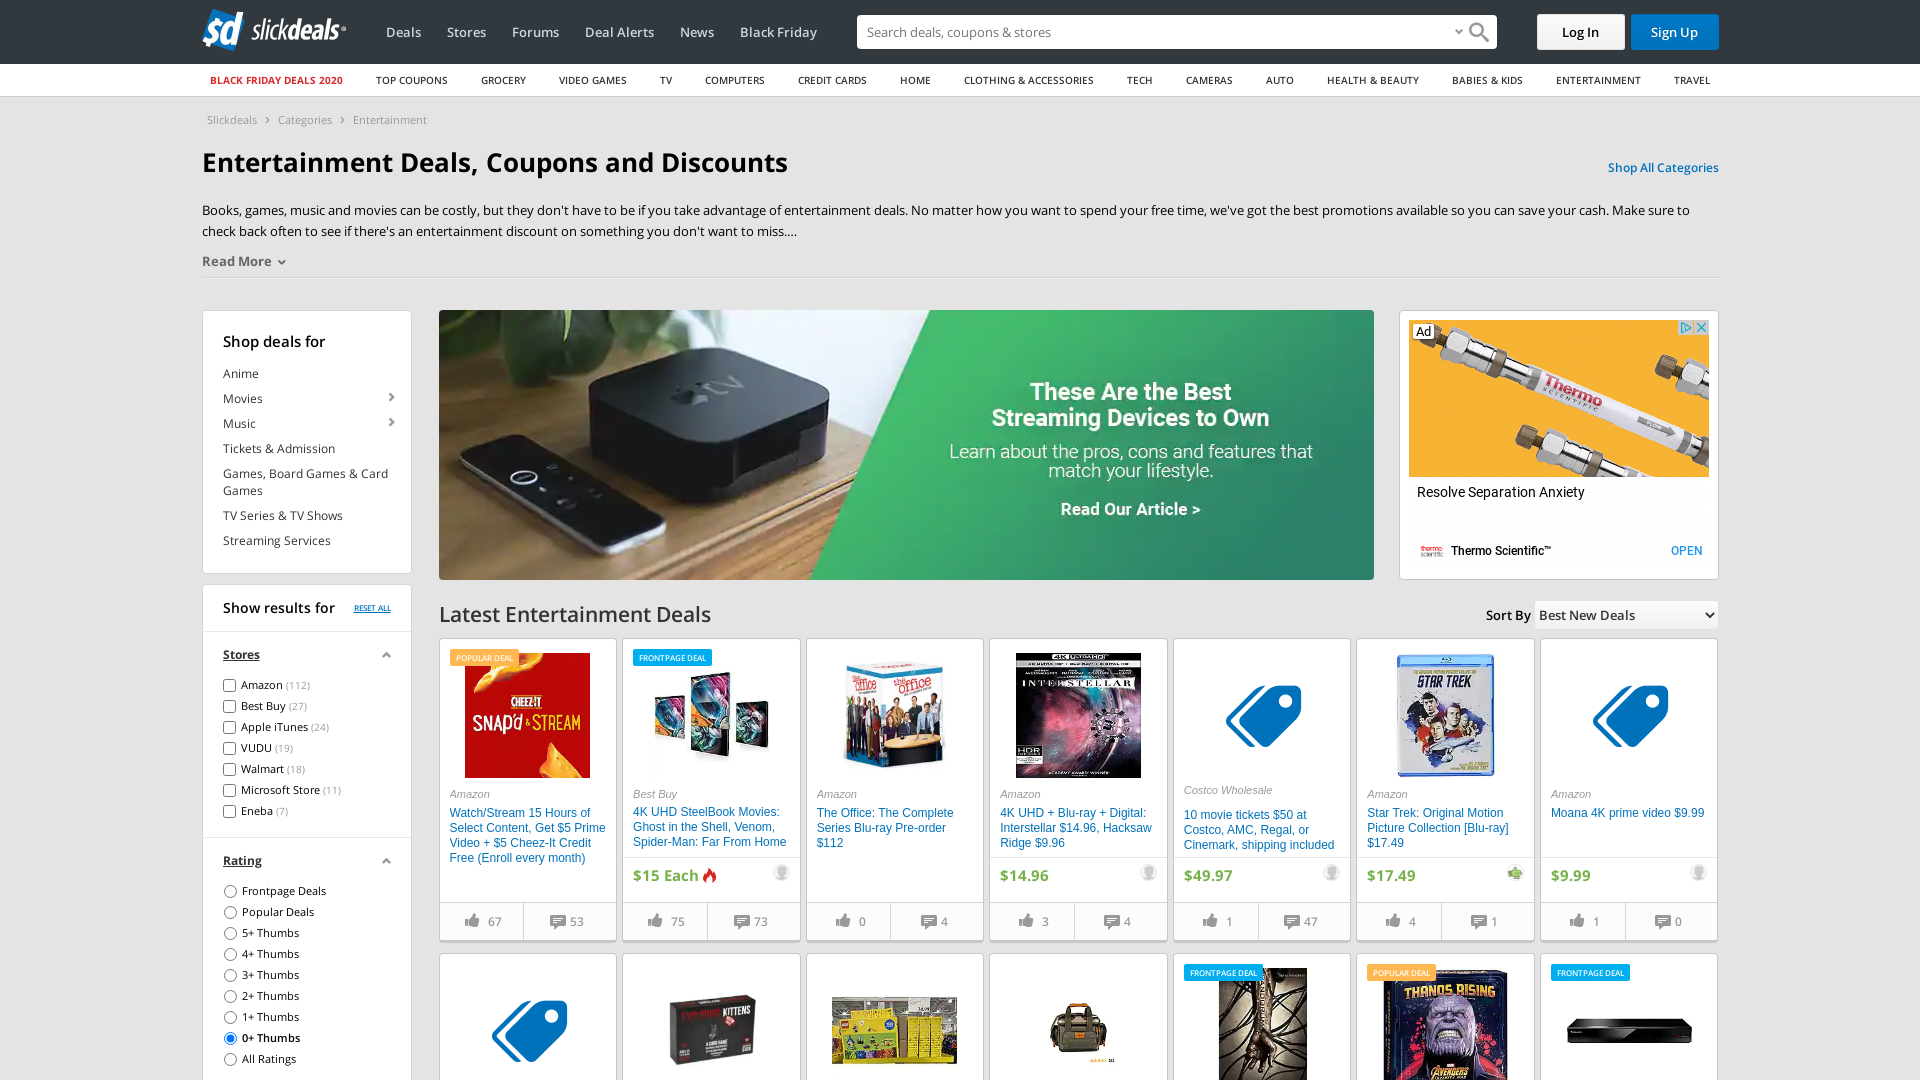 sd slickdeals
Deals
Stores
Forums
Deal Alerts
News
Black Friday
Search deals, coupons & stores
Log In
Sign Up
BLACK FRIDAY DEALS 2020
TOP COUPONS
GROCERY
VIDEO GAMES
TV
COMPUTERS
CREDIT CARDS
HOME
CLOTHING & ACCESSORIES
TECH
CAMERAS
AUTO
HEALTH & BEAUTY
BABIES & KIDS
ENTERTAINMENT
TRAVEL
Slickdeals > Categories > Entertainment
Entertainment Deals, Coupons and Discounts
Shop All Categories
Books, games, music and movies can be costly, but they don't have to be if you take advantage of entertainment deals. No matter how you want to spend your free time, we've got the best promotions available so you can save your cash. Make sure to
check back often to see if there's an entertainment discount on something you don't want to miss....
Read More
Shop deals for
Anime
Movies
Music
Tickets & Admission
Games, Board Games & Card
Games
TV Series & TV Shows
Streaming Services
Show results for
RESET ALL
Stores
Amazon (112)
Best Buy (27)
Apple iTunes (24)
VUDU (19)
Walmart (18)
Microsoft Store (11)
Eneba (7)
Rating
Frontpage Deals
Popular Deals
5+ Thumbs
4+ Thumbs
3+ Thumbs
2+ Thumbs
1+ Thumbs
0+ Thumbs
All Ratings
tv
These Are the Best
Streaming Devices to Own
Learn about the pros, cons and features that
match your lifestyle.
Read Our Article >
Ad
Thermo
SCIENTIFIC
FLOW
Resolve Separation Anxiety
thermo
scientific
Thermo Scientific™
OPEN
Latest Entertainment Deals
Sort By
Best New Deals
POPULAR DEAL
CHEEZ-IT
SNAP'd & STREAM
Amazon
Watch/Stream 15 Hours of
Select Content, Get $5 Prime
Video + $5 Cheez-It Credit
Free (Enroll every month)
67
53
FRONTPAGE DEAL
Best Buy
4K UHD SteelBook Movies:
Ghost in the Shell, Venom,
Spider-Man: Far From Home
$15 Each
75
73
the office
the office
Amazon
The Office: The Complete
Series Blu-ray Pre-order
$112
0
4
4K ULTRA HD
INTERSTELLAR
HDR
ACADEMY AWARD WINNER
Amazon
4K UHD + Blu-ray + Digital:
Interstellar $14.96, Hacksaw
Ridge $9.96
$14.96
3
4
Costco Wholesale
10 movie tickets $50 at
Costco, AMC, Regal, or
Cinemark, shipping included
$49.97
1
47
STAR TREK
Amazon
Star Trek: Original Motion
Picture Collection [Blu-ray]
$17.49
$17.49
4
1
Amazon
Moana 4K prime video $9.99
$9.99
1
0
EXPLODING KITTENS
FRONTPAGE DEAL
POPULAR DEAL
THANOS RISING
AVENGERS
FRONTPAGE DEAL